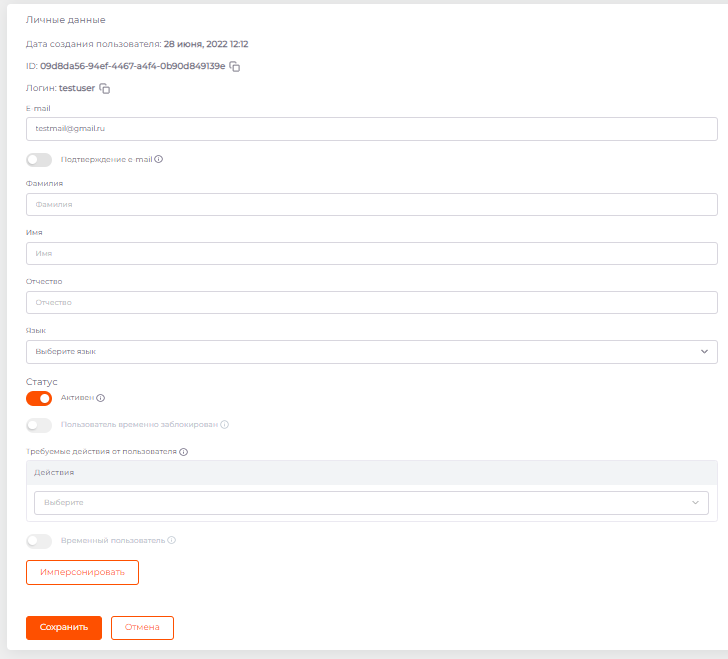 Личные данные
Дата создания пользователя: 28 июня, 2022 12:12
ID: 09d8da56-94ef-4467-a4f4-0b90d849139e
Логин: testuser
E-mail
testmail@gmail.ru
Подтверждение e-mail
Фамилия
Фамилия
Имя
Имя
Отчество
Отчество
Язык
Выберите язык
Статус
Активен
Пользователь временно заблокирован
Требуемые действия от пользователя
Действия
Выберите
Временный пользователь
Имперсонировать
Сохранить
Отмена